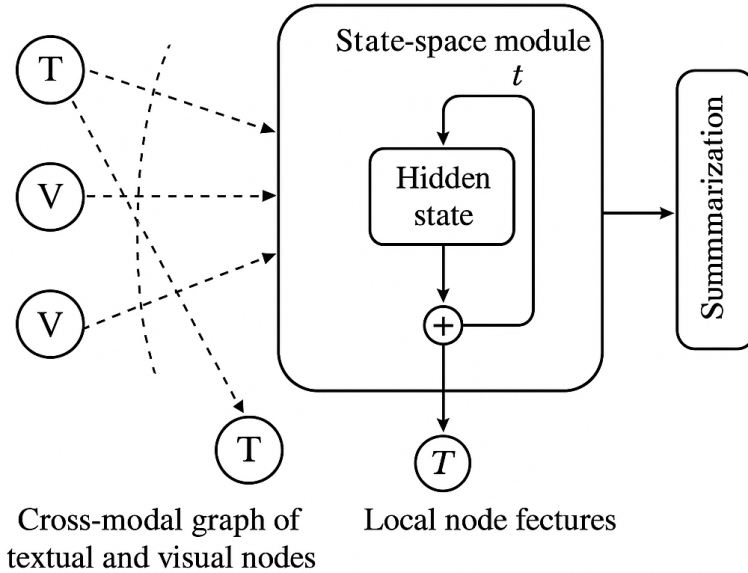 T
V
V
T
State-space module
t
Hidden
state
+
T
Summmarization
Cross-modal graph of
textual and visual nodes
Local node fectures